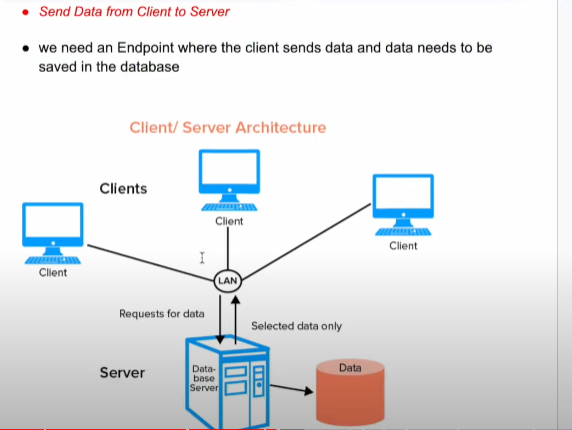 Send Data from Client to Server
we need an Endpoint where the client sends data and data needs to be
saved in the database
Client/ Server Architecture
Clients
Client
Client
Client
LAN
Requests for data
Selected data only
Server
Data-
base
Server
Data